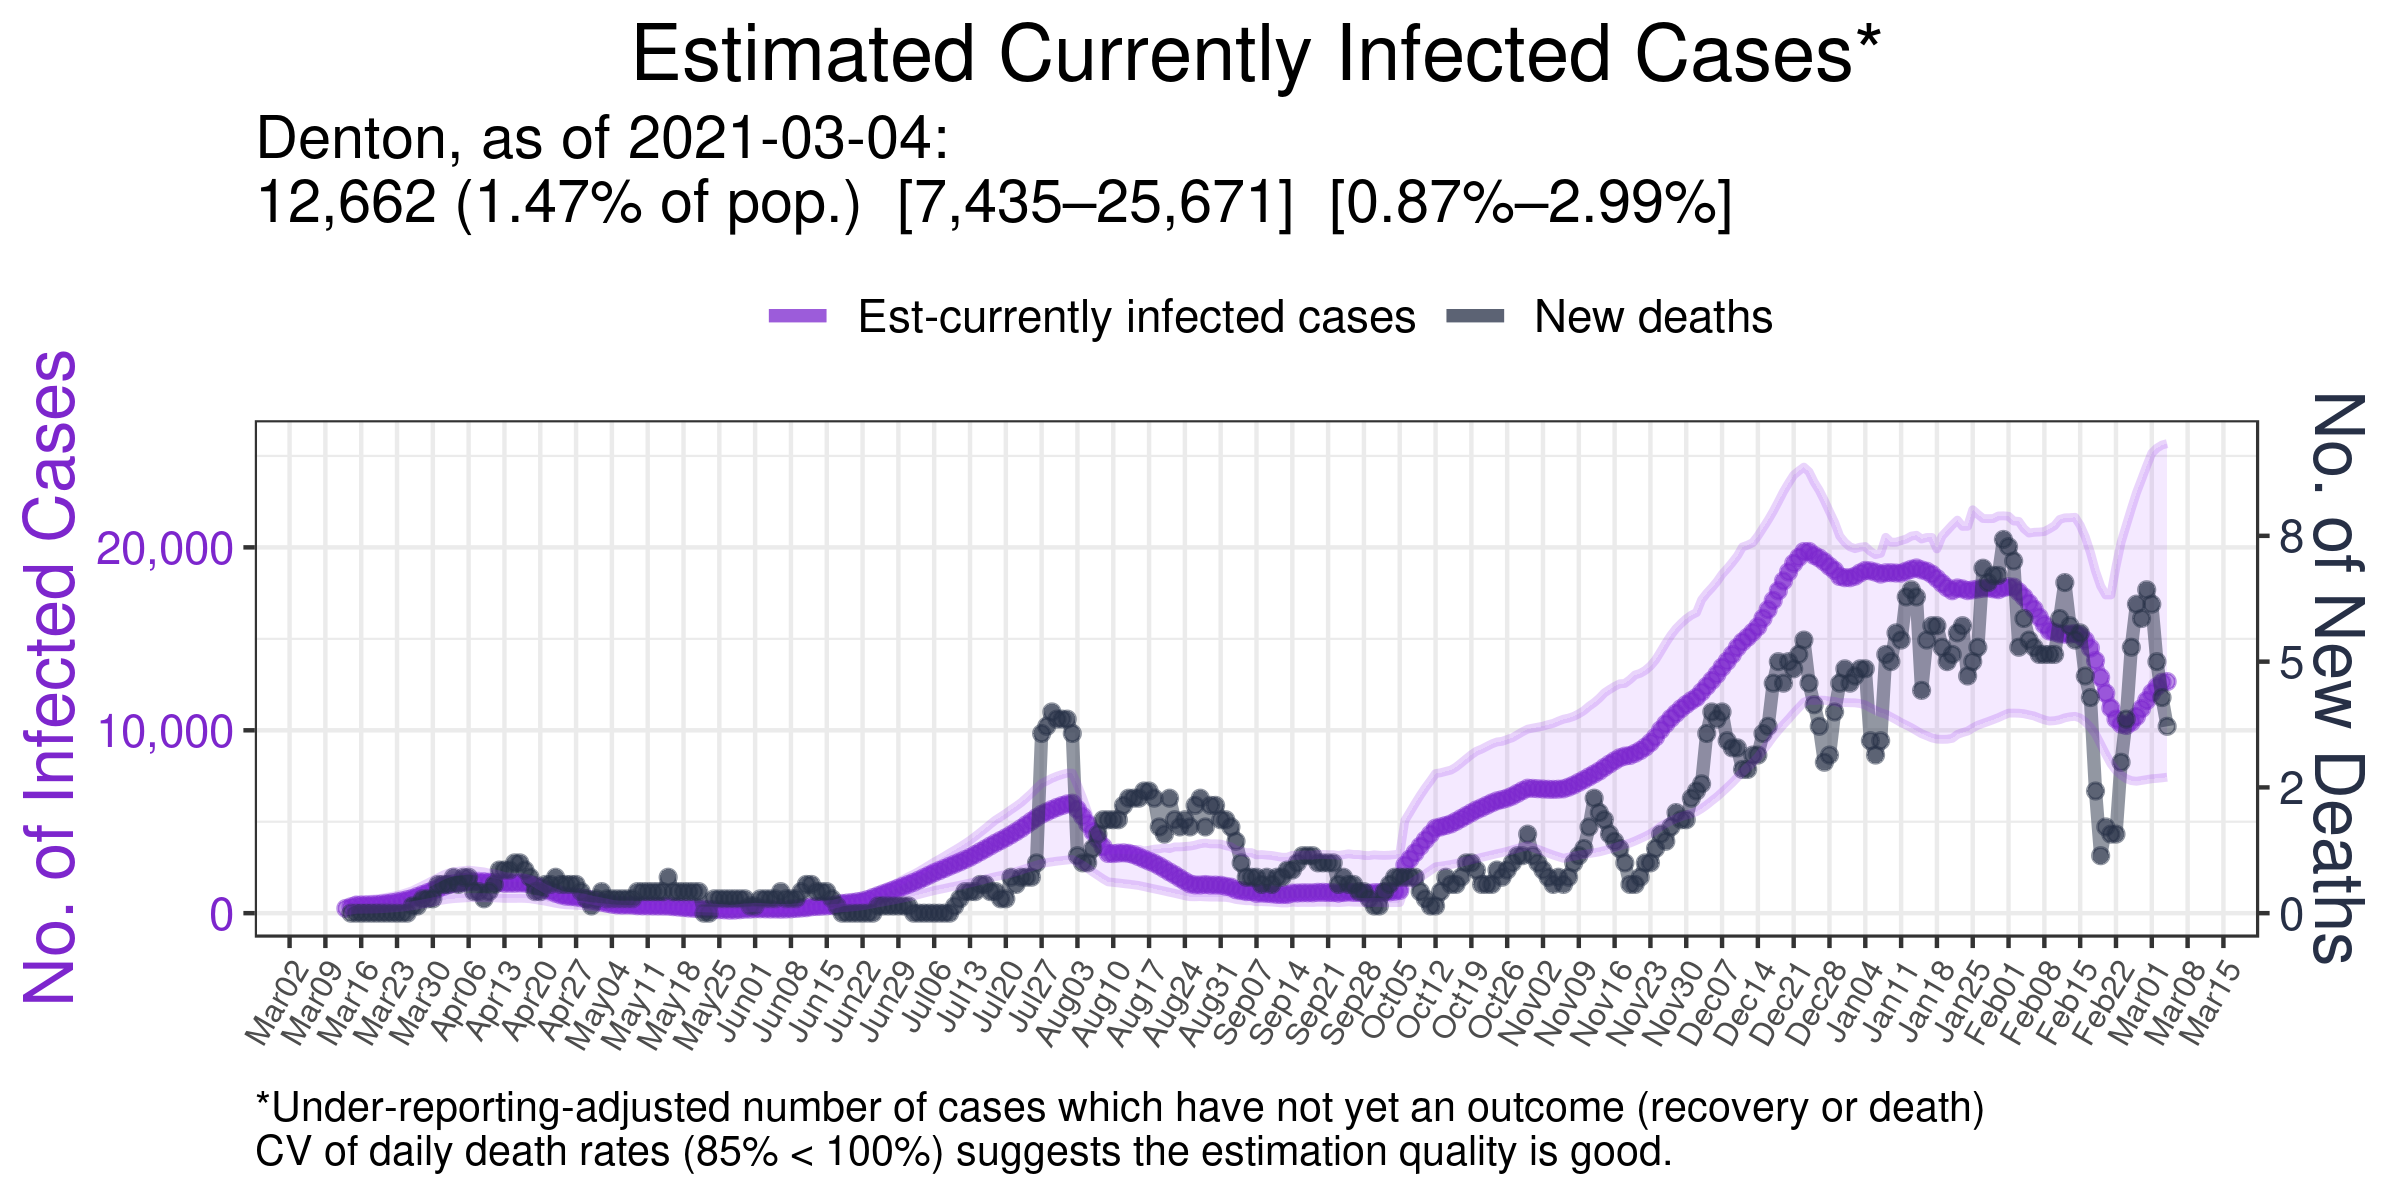 Estimated Currently Infected Cases*
Denton, as of 2021-03-04:
12,662 (1.47% of pop.)  [7,435–25,671]  [0.87%–2.99%]
Est-currently infected cases
New deaths
No. of Infected Cases
20,000
10,000
0
No. of New Deaths
8
5
2
0
Mar02
Mar09
Mar16
Mar23
Mar30
Apr06
Apr13
Apr20
Apr27
May04
May11
May18
May25
Jun01
Jun08
Jun15
Jun22
Jun29
Jul06
Jul13
Jul20
Jul27
Aug03
Aug10
Aug17
Aug24
Aug31
Sep07
Sep14
Sep21
Sep28
Oct05
Oct12
Oct19
Oct26
Nov02
Nov09
Nov16
Nov23
Nov30
Dec07
Dec14
Dec21
Dec28
Jan04
Jan11
Jan18
Jan25
Feb01
Feb08
Feb15
Feb22
Mar01
Mar08
Mar15
*Under-reporting-adjusted number of cases which have not yet an outcome (recovery or death)
CV of daily death rates (85% < 100%) suggests the estimation quality is good.